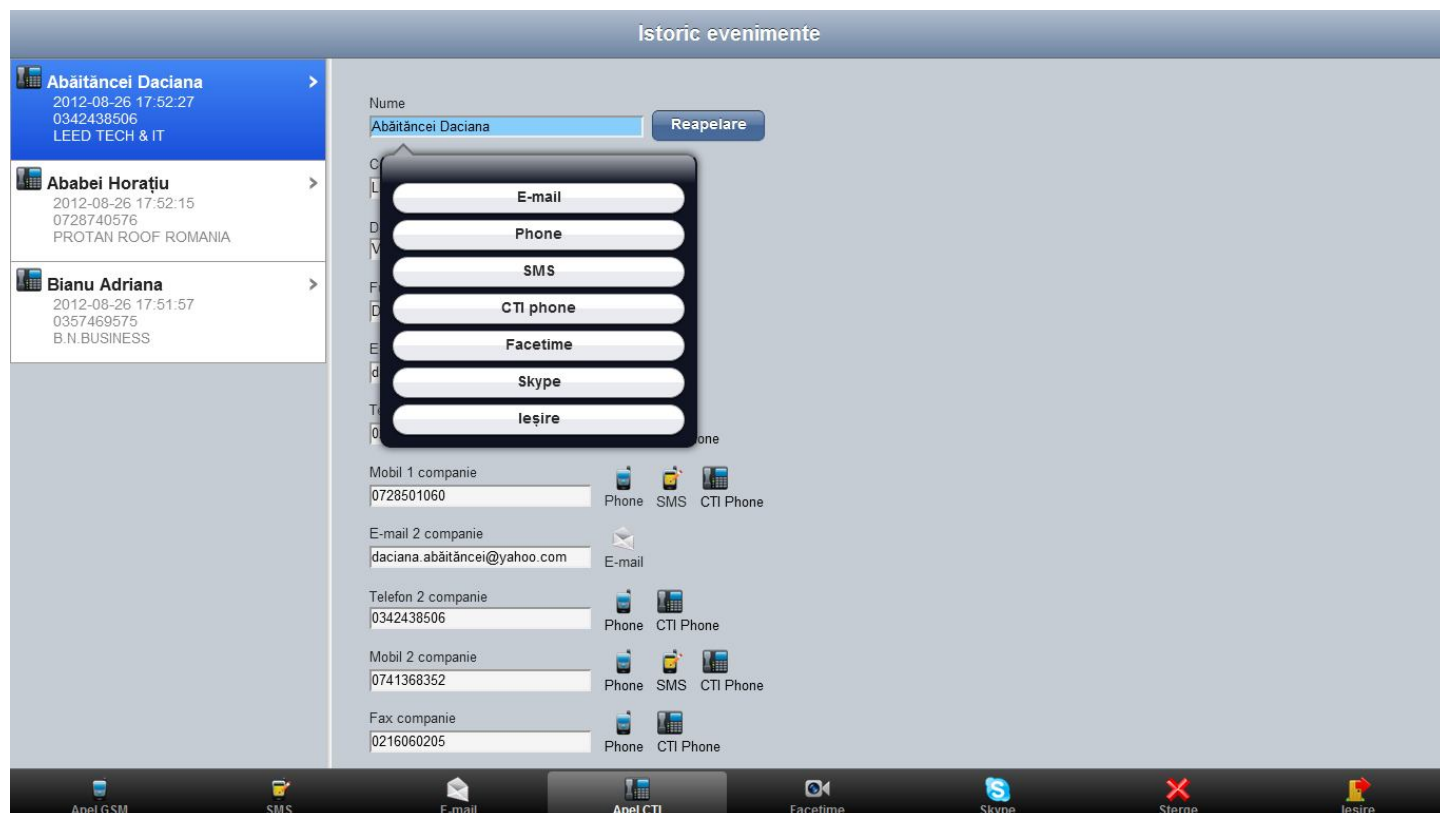 Istoric evenimente
Abăităncei Daciana
2012-08-26 17:52:27
0342438506
LEED TECH & IT
Ababei Horațiu
2012-08-26 17:52:15
0728740576
PROTAN ROOF ROMANIA
Bianu Adriana
2012-08-26 17:51:57
0357469575
B.N.BUSINESS
Nume
Abăităncei Daciana
Reapelare
E-mail
Phone
SMS
CTI phone
Facetime
Skype
Ieșire
Mobil 1 companie
0728501060
Phone SMS CTI Phone
E-mail 2 companie
daciana.abăităncei@yahoo.com
E-mail
Telefon 2 companie
0342438506
Phone CTI Phone
Mobil 2 companie
0741368352
Phone SMS CTI Phone
Fax companie
0216060205
Phone CTI Phone
Apel GSM SMS E-mail Apel CTI Facetime Skype Sterge Iesire